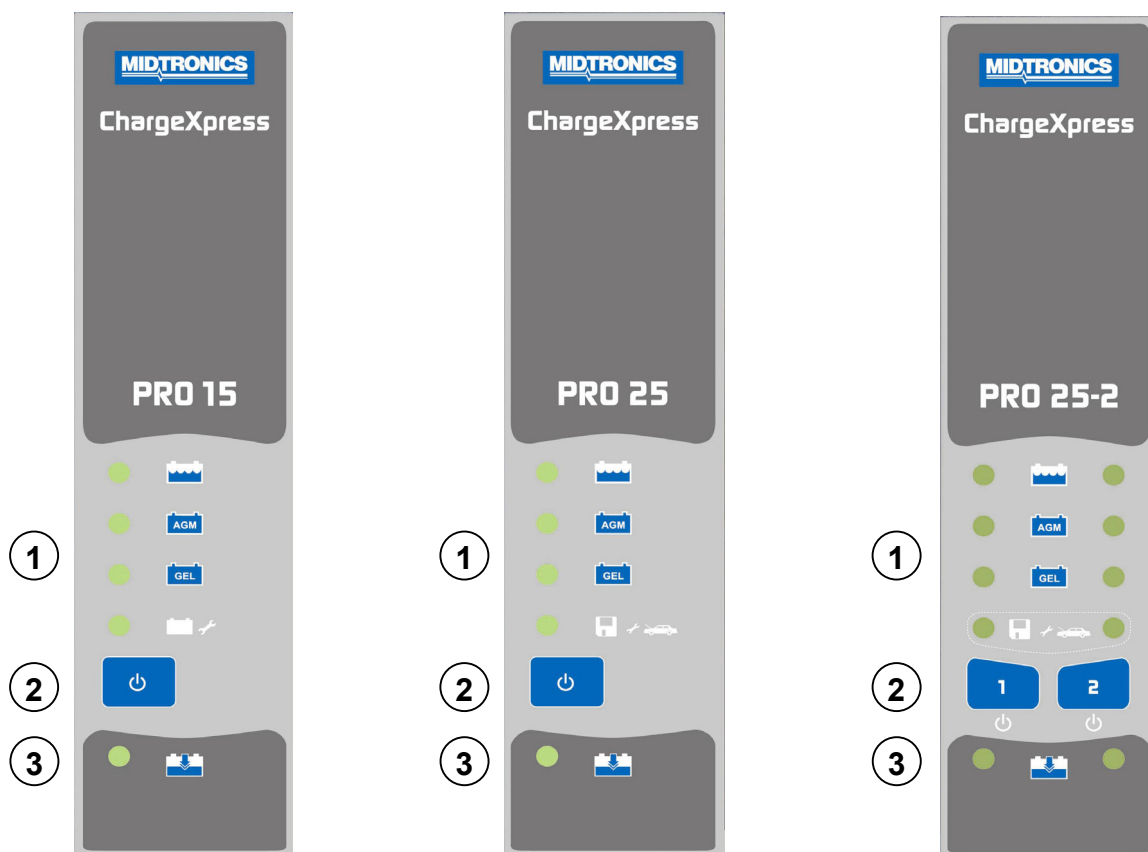 MIDTRONICS
ChargeXpress
PRO 15
AGM
GEL
1
2
3
MIDTRONICS
ChargeXpress
PRO 25
AGM
GEL
1
2
3
MIDTRONICS
ChargeXpress
PRO 25-2
AGM
GEL
1
2
1 2
3